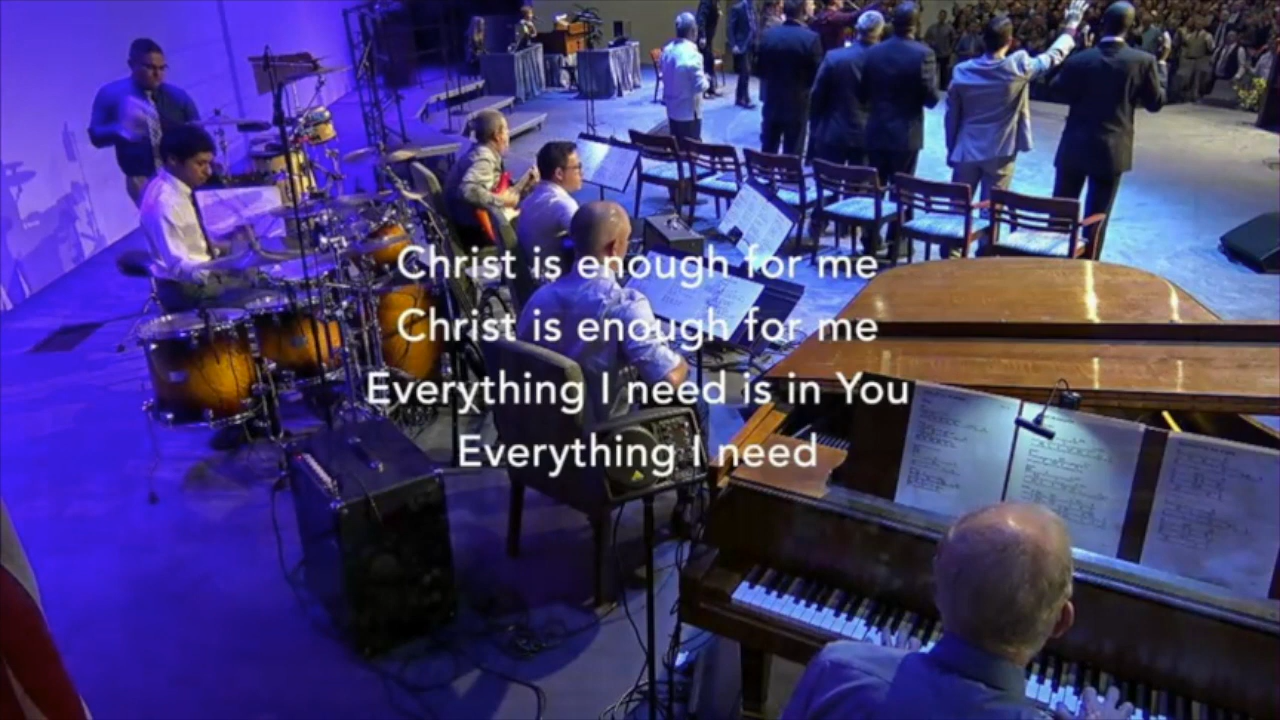 Christ is enough for me
Christ is enough for me
Everything I need is in You
Everything I need